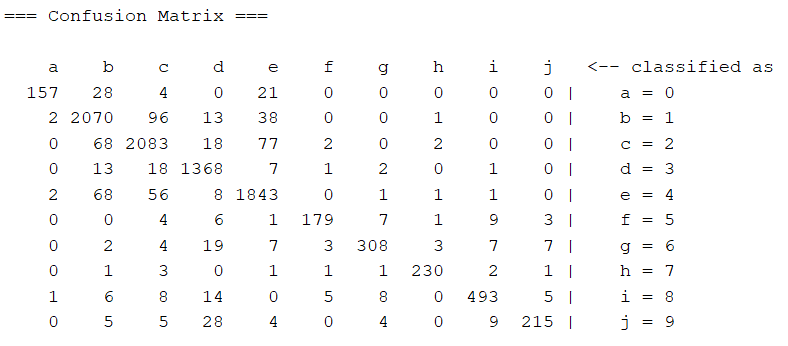 === Confusion Matrix ===
a b c d e f g h i j <-- classified as
157 28 4 0 21 0 0 0 0 0 | a = 0
2 2070 96 13 38 0 0 1 0 0 | b = 1
0 68 2083 18 77 2 0 2 0 0 | c = 2
0 13 18 1368 7 1 2 0 1 0 | d = 3
2 68 56 8 1843 0 1 1 1 0 | e = 4
0 0 4 6 1 179 7 1 9 3 | f = 5
0 2 4 19 7 3 308 3 7 7 | g = 6
0 1 3 0 1 1 1 230 2 1 | h = 7
1 6 8 14 0 5 8 0 493 5 | i = 8
0 5 5 28 4 0 4 0 9 215 | j = 9